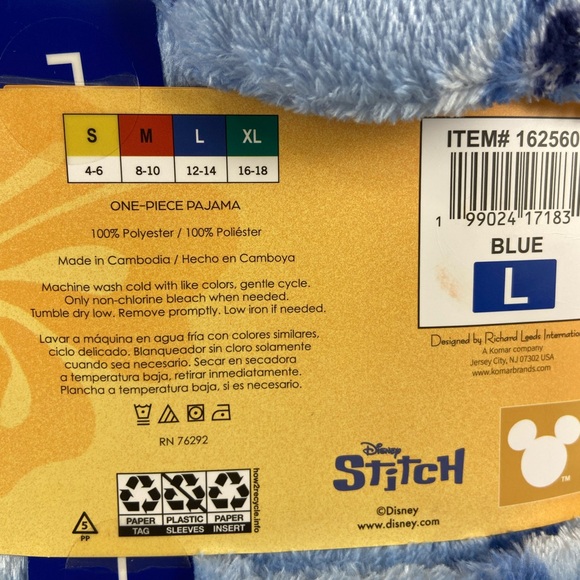 L
S M L XL
4-6 8-10 12-14 16-18
ONE-PIECE PAJAMA
100% Polyester / 100% Poliéster
Made in Cambodia / Hecho en Camboya
Machine wash cold with like colors, gentle cycle.
Only non-chlorine bleach when needed.
Tumble dry low. Remove promptly. Low iron if needed.
Lavar a máquina en agua fría con colores similares,
ciclo delicado. Blanqueador sin cloro solamente
cuando sea necesario. Secar en secadora
a temperatura baja, retirar inmediatamente.
Plancha a temperatura baja, si es necesario.
RN 76292
5
PP
PAPER TAG
PLASTIC SLEEVES
PAPER INSERT
how2recycle.info
ITEM# 162560
1 99024 17183
BLUE
L
Designed by Richard Leeds Internatio
A Komar company
Jersey City, NJ 07302 USA
www.komarbrands.com
Disney
STITCH
©Disney
www.disney.com
TM